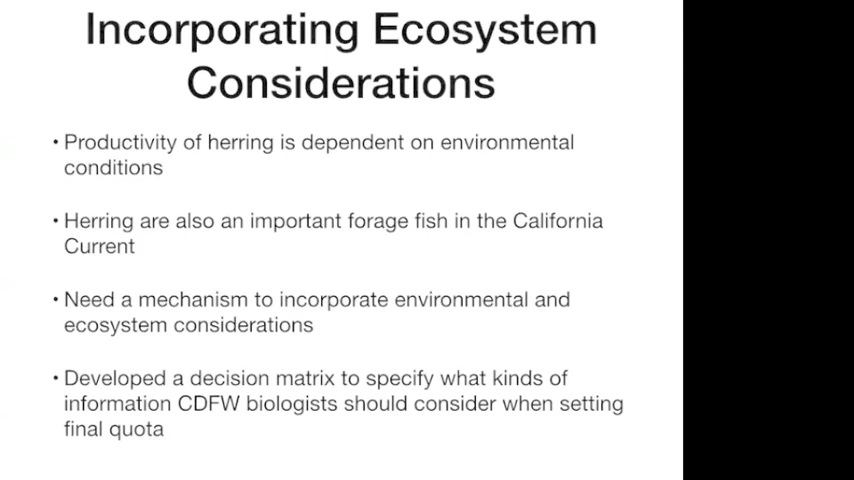 Incorporating Ecosystem
Considerations
• Productivity of herring is dependent on environmental
conditions
• Herring are also an important forage fish in the California
Current
• Need a mechanism to incorporate environmental and
ecosystem considerations
• Developed a decision matrix to specify what kinds of
information CDFW biologists should consider when setting
final quota